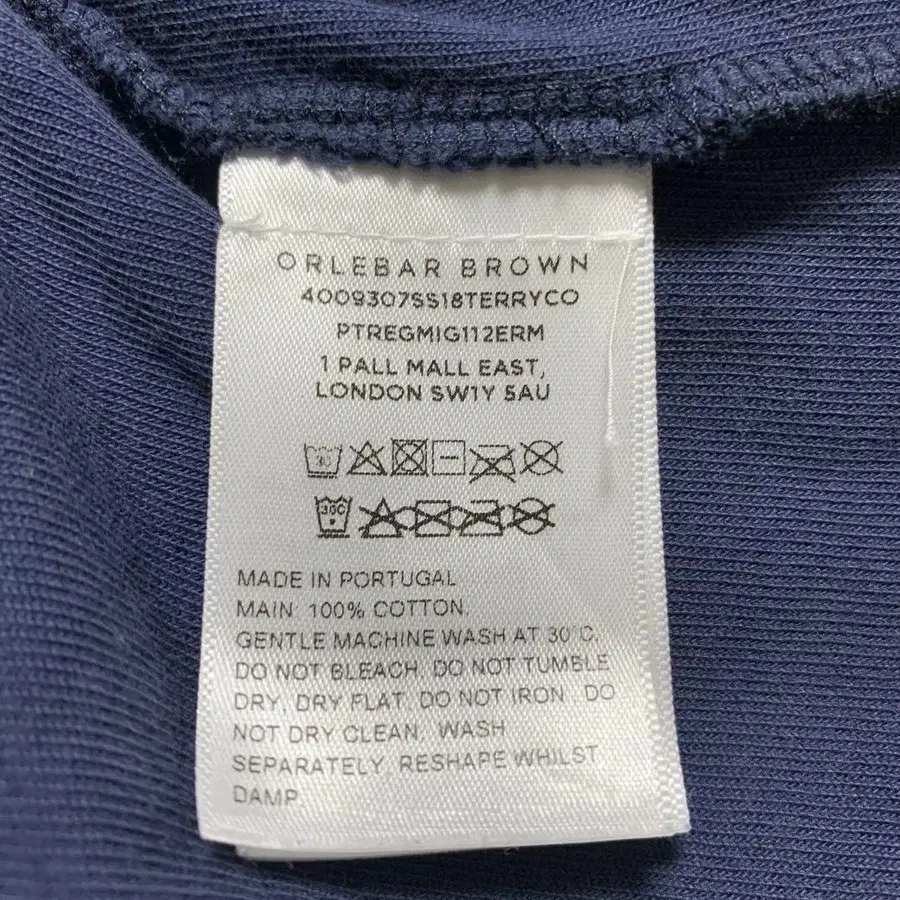 ORLEBAR BROWN
4009307SS18TERRYCO
PTREGMIG112ERM
1 PALL MALL EAST,
LONDON SW1Y 5AU
30C
MADE IN PORTUGAL
MAIN: 100% COTTON.
GENTLE MACHINE WASH AT 30°C.
DO NOT BLEACH, DO NOT TUMBLE
DRY, DRY FLAT, DO NOT IRON, DO
NOT DRY CLEAN, WASH
SEPARATELY, RESHAPE WHILST
DAMP.